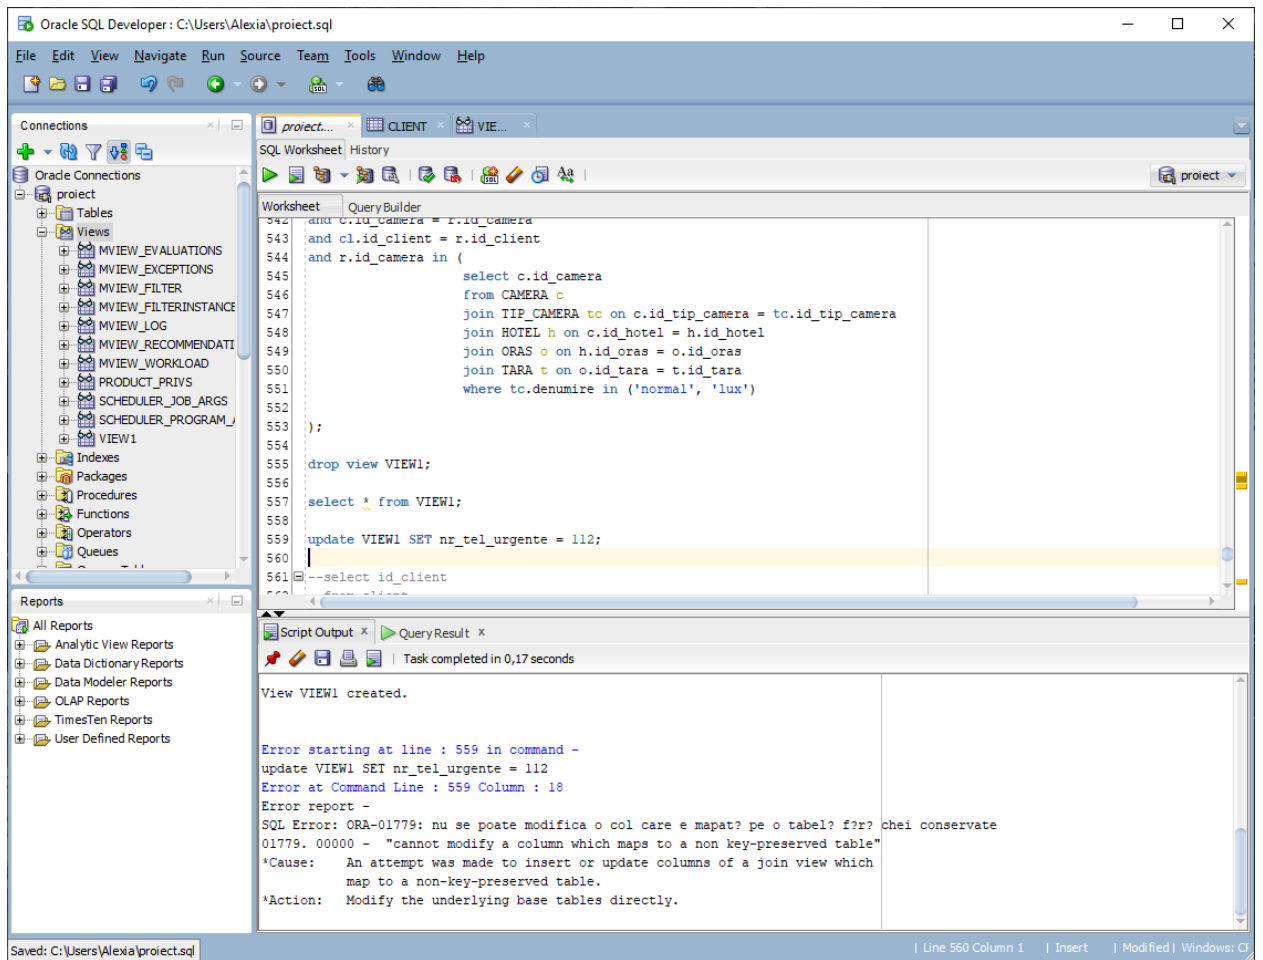 Oracle SQL Developer : C:\Users\Alexia\proiect.sql
File Edit View Navigate Run Source Team Tools Window Help
Connections
Oracle Connections
proiect
Tables
Views
MVIEW_EVALUATIONS
MVIEW_EXCEPTIONS
MVIEW_FILTER
MVIEW_FILTERINSTANCE
MVIEW_LOG
MVIEW_RECOMMENDATI
MVIEW_WORKLOAD
PRODUCT_PRIVS
SCHEDULER_JOB_ARGS
SCHEDULER_PROGRAM_
VIEW1
Indexes
Packages
Procedures
Functions
Operators
Queues
Reports
All Reports
Analytic View Reports
Data Dictionary Reports
Data Modeler Reports
OLAP Reports
TimesTen Reports
User Defined Reports
proiect.... CLIENT VIE...
SQL Worksheet History
proiect
Worksheet Query Builder
542 and c.id_camera = r.id_camera
543 and cl.id_client = r.id_client
544 and r.id_camera in (
545 select c.id_camera
546 from CAMERA c
547 join TIP_CAMERA tc on c.id_tip_camera = tc.id_tip_camera
548 join HOTEL h on c.id_hotel = h.id_hotel
549 join ORAS o on h.id_oras = o.id_oras
550 join TARA t on o.id_tara = t.id_tara
551 where tc.denumire in ('normal', 'lux')
552
553 );
554
555 drop view VIEW1;
556
557 select * from VIEW1;
558
559 update VIEW1 SET nr_tel_urgente = 112;
560
561 --select id_client
Script Output x Query Result x
Task completed in 0,17 seconds
View VIEW1 created.
Error starting at line : 559 in command -
update VIEW1 SET nr_tel_urgente = 112
Error at Command Line : 559 Column : 18
Error report -
SQL Error: ORA-01779: nu se poate modifica o col care e mapat? pe o tabel? f?r? chei conservate
01779. 00000 - "cannot modify a column which maps to a non key-preserved table"
*Cause: An attempt was made to insert or update columns of a join view which
map to a non-key-preserved table.
*Action: Modify the underlying base tables directly.
Saved: C:\Users\Alexia\proiect.sql
| Line 560 Column 1 | Insert | Modified | Windows: